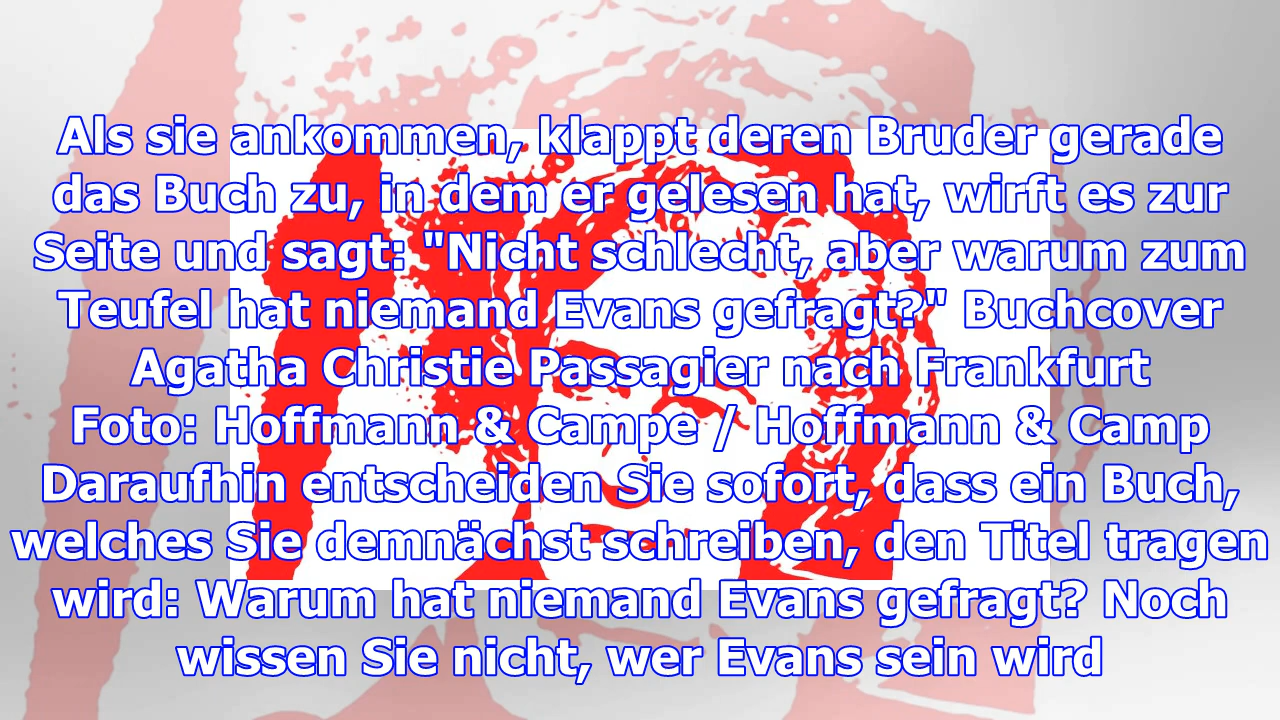 Als sie ankommen, klappt deren Bruder gerade
das Buch zu, in dem er gelesen hat, wirft es zur
Seite und sagt: "Nicht schlecht, aber warum zum
Teufel hat niemand Evans gefragt?" Buchcover
Agatha Christie Passagier nach Frankfurt
Foto: Hoffmann & Campe / Hoffmann & Camp
Daraufhin entscheiden Sie sofort, dass ein Buch,
welches Sie demnächst schreiben, den Titel tragen
wird: Warum hat niemand Evans gefragt? Noch
wissen Sie nicht, wer Evans sein wird